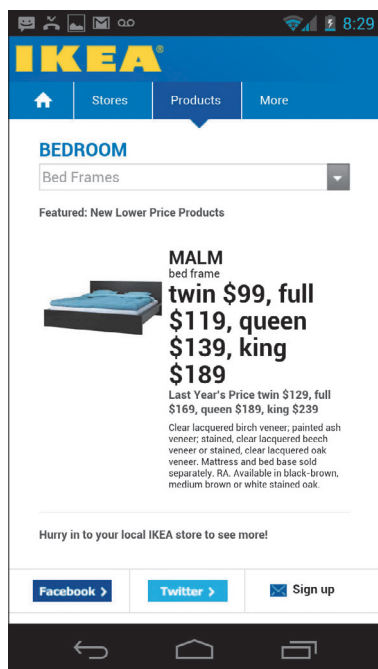 8:29
IKEA®
Stores Products More
BEDROOM
Bed Frames
Featured: New Lower Price Products
MALM
bed frame
twin $99, full
$119, queen
$139, king
$189
Last Year's Price twin $129, full
$169, queen $189, king $239
Clear lacquered birch veneer; painted ash
veneer; stained, clear lacquered beech
veneer or stained, clear lacquered oak
veneer. Mattress and bed base sold
separately. RA. Available in black-brown,
medium brown or white stained oak.
Hurry in to your local IKEA store to see more!
Facebook > Twitter > Sign up